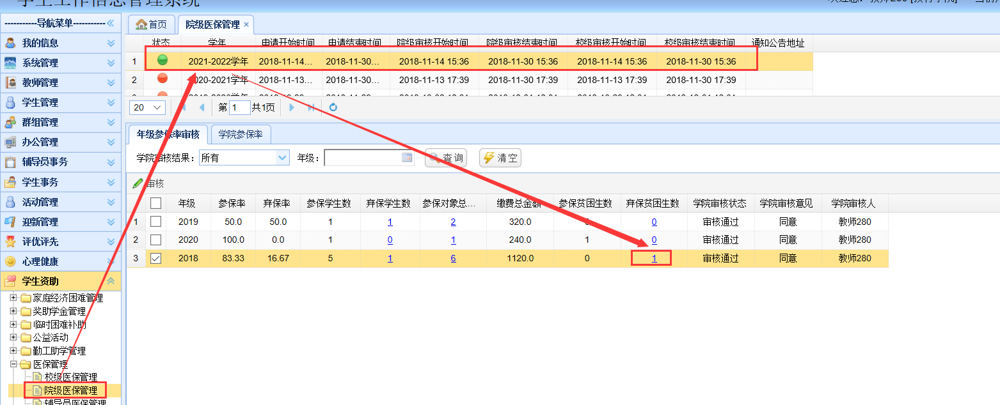 学生工作信息管理系统
-----------导航菜单-----------
首页 院级医保管理
我的信息
系统管理
教师管理
学生管理
群组管理
办公管理
辅导员事务
学生事务
活动管理
迎新管理
评优评先
心理健康
学生资助
家庭经济困难管理
奖助学金管理
临时困难补助
公益活动
勤工助学管理
医保管理
校级医保管理
院级医保管理
辅导员医保管理
状态 学年 申请开始时间 申请结束时间 院级审核开始时间 院级审核结束时间 校级审核开始时间 校级审核结束时间 通知公告地址
1 2021-2022学年 2018-11-14... 2018-11-30... 2018-11-14 15:36 2018-11-30 15:36 2018-11-14 15:36 2018-11-30 15:36
2 2020-2021学年 2018-11-13... 2018-11-30... 2018-11-13 17:39 2018-11-30 17:39 2018-11-13 17:39 2018-11-30 17:39
20 第 1 共1页
年级参保率审核 学院参保率
学院审核结果： 所有 年级： 查询 清空
审核
年级 参保率 弃保率 参保学生数 弃保学生数 参保对象总... 缴费总金额 参保贫困生数 弃保贫困生数 学院审核状态 学院审核意见 学院审核人
1 2019 50.0 50.0 1 1 2 320.0 0 0 审核通过 同意 教师280
2 2020 100.0 0.0 1 0 1 240.0 1 0 审核通过 同意 教师280
3 2018 83.33 16.67 5 1 6 1120.0 0 1 审核通过 同意 教师280